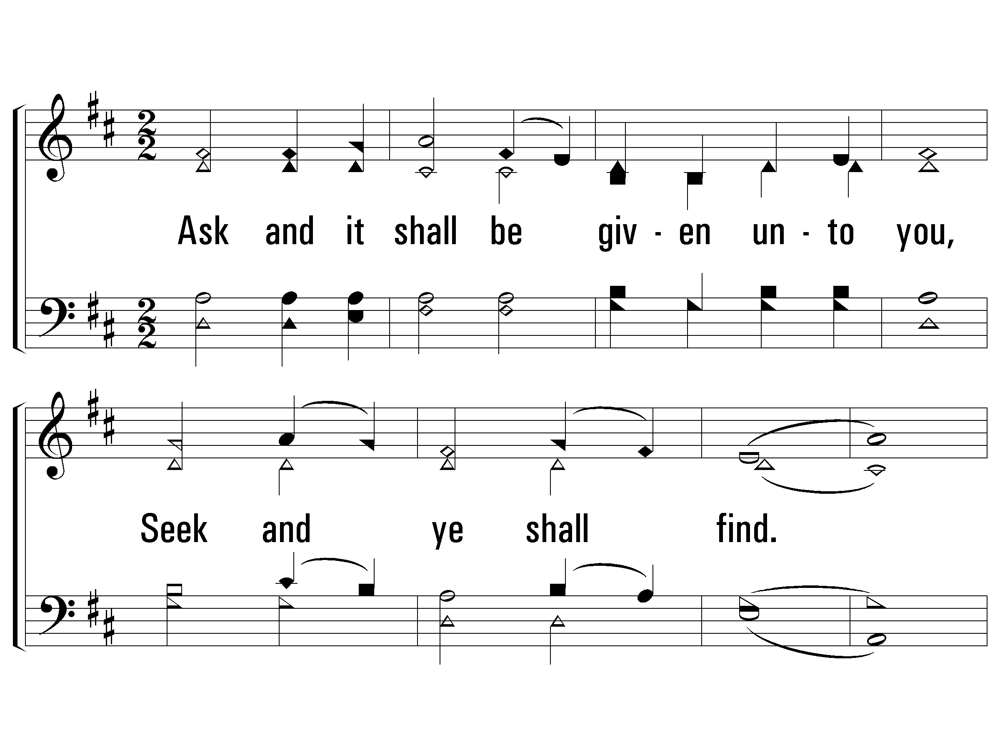 Ask and it shall be giv - en un - to you,
Seek and ye shall find.